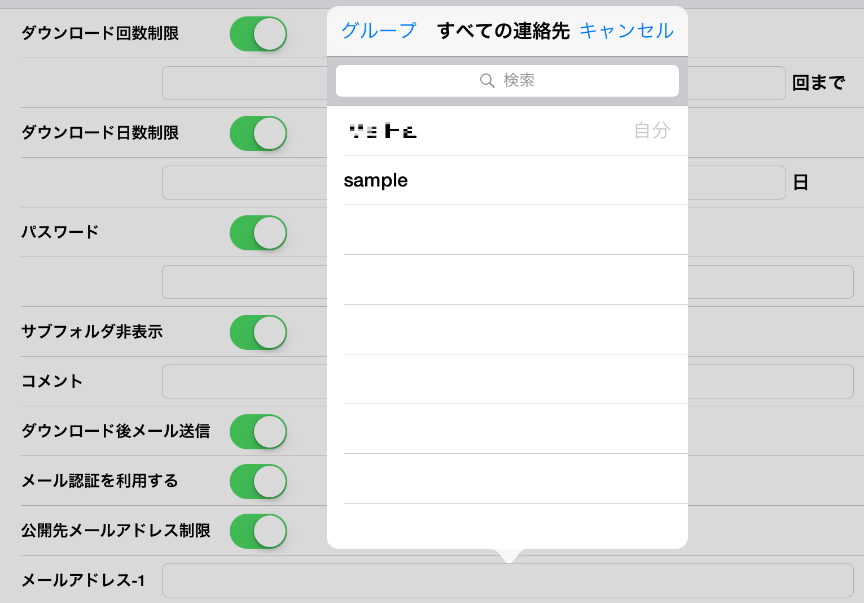 ダウンロード回数制限
回まで
ダウンロード日数制限
日
パスワード
サブフォルダ非表示
コメント
ダウンロード後メール送信
メール認証を利用する
公開先メールアドレス制限
メールアドレス-1
グループ すべての連絡先 キャンセル
検索
自分
sample